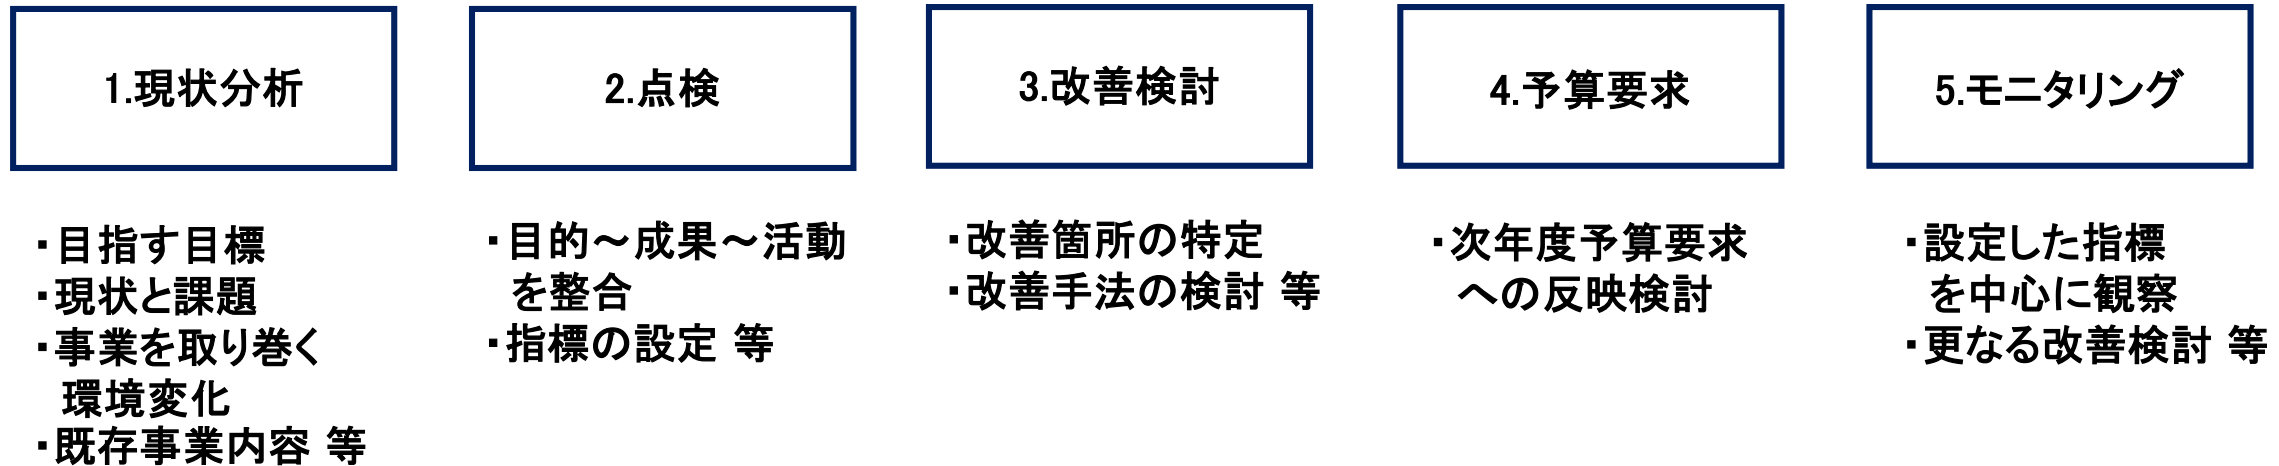 1.現状分析
・目指す目標
・現状と課題
・事業を取り巻く
環境変化
・既存事業内容 等
2.点検
・目的～成果～活動
を整合
・指標の設定 等
3.改善検討
・改善箇所の特定
・改善手法の検討 等
4.予算要求
・次年度予算要求
への反映検討
5.モニタリング
・設定した指標
を中心に観察
・更なる改善検討 等